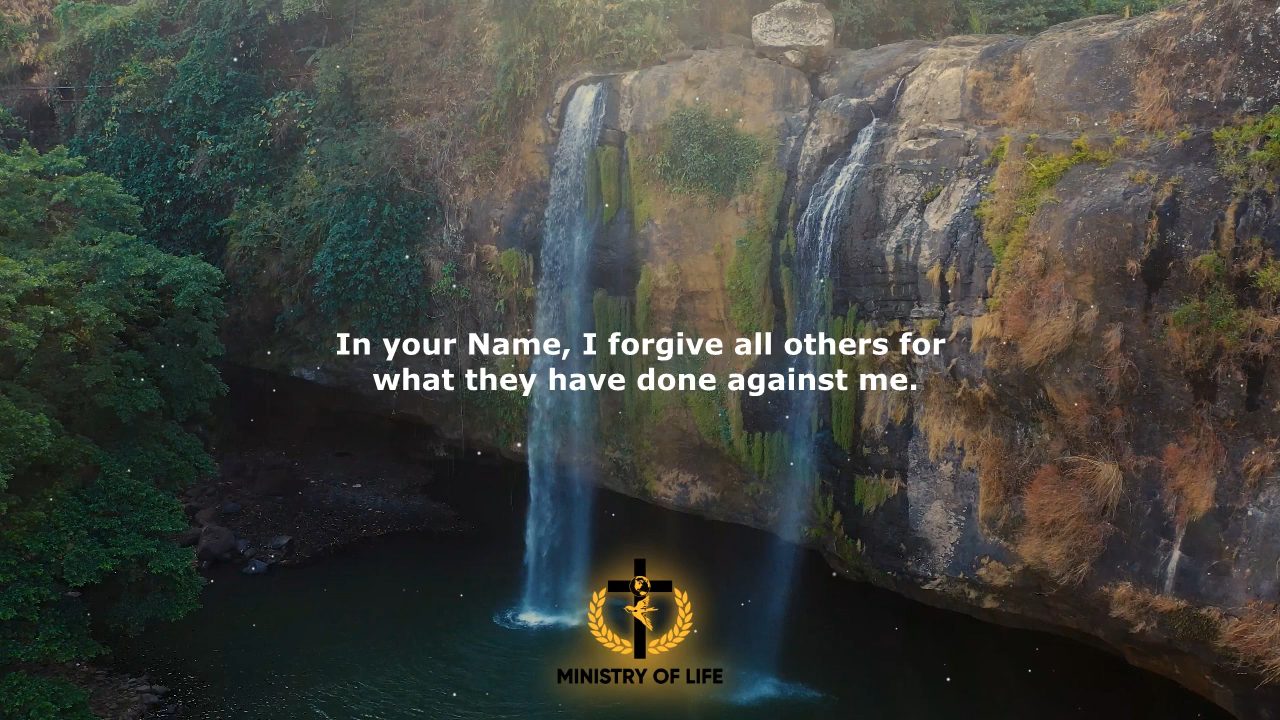 In your Name, I forgive all others for
what they have done against me.
MINISTRY OF LIFE